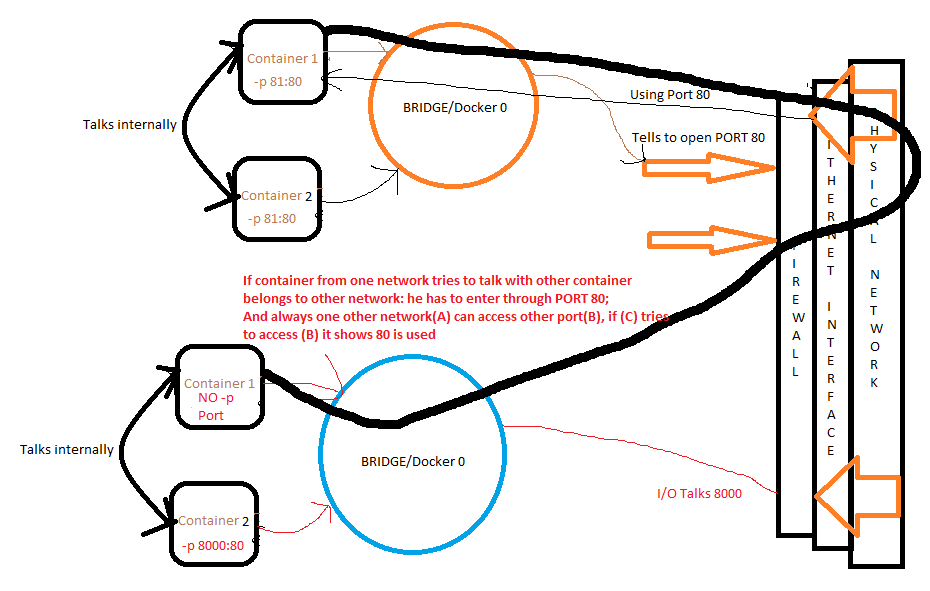 Container 1
-p 81:80
BRIDGE/Docker 0
Using Port 80
Talks internally
Tells to open PORT 80
Container 2
-p 81:80
If container from one network tries to talk with other container
belongs to other network: he has to enter through PORT 80;
And always one other network(A) can access other port(B), if (C) tries
to access (B) it shows 80 is used
Container 1
NO -p
Port
Talks internally
BRIDGE/Docker 0
I/O Talks 8000
Container 2
-p 8000:80
IREWALL
ITHERNET INTERFACE
HYSICAL NETWORK